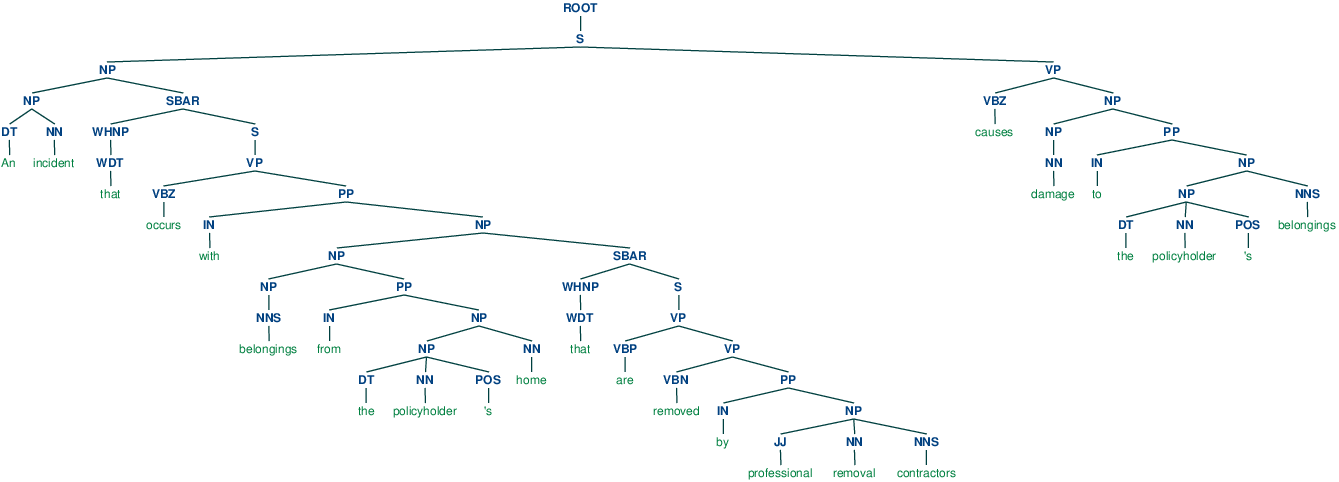 ROOT
S
NP VP
NP SBAR VBZ NP
DT NN WHNP S causes NP PP
An incident WDT VP NN IN NP
that VBZ PP damage to NP NNS
occurs IN NP DT NN POS belongings
with NP SBAR the policyholder 's
NP PP WHNP S
NNS IN NP WDT VP
belongings from NP NN that VBP VP
DT NN POS home are VBN PP
the policyholder 's removed IN NP
by JJ NN NNS
professional removal contractors